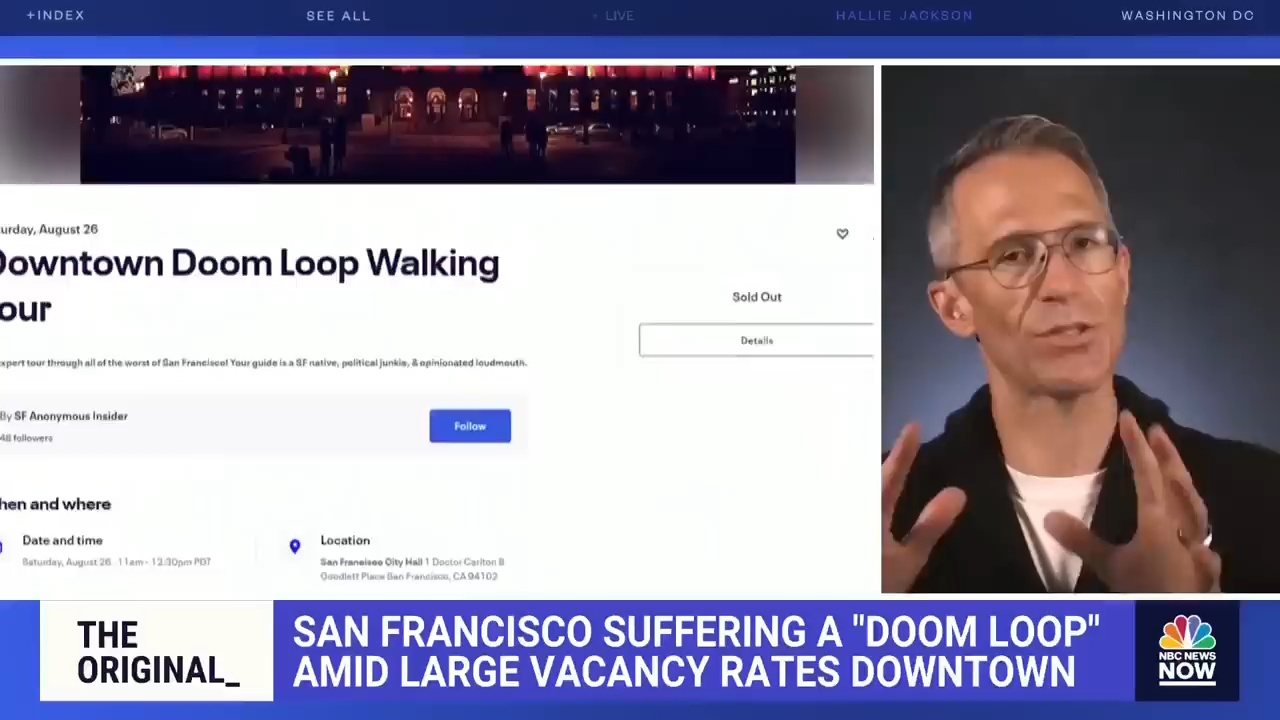 +INDEX
SEE ALL
• LIVE
HALLIE JACKSON
WASHINGTON DC
urday, August 26
Downtown Doom Loop Walking
our
Sold Out
Details
xpert tour through all of the worst of San Francisco! Your guide is a SF native, political junkie, & opinionated loudmouth.
By SF Anonymous Insider
48 followers
Follow
hen and where
Date and time
Saturday, August 26 · 11am - 12:30pm PDT
Location
San Francisco City Hall 1 Doctor Carlton B
Goodlett Place San Francisco, CA 94102
THE
ORIGINAL_
SAN FRANCISCO SUFFERING A "DOOM LOOP"
AMID LARGE VACANCY RATES DOWNTOWN
NBC NEWS
NOW